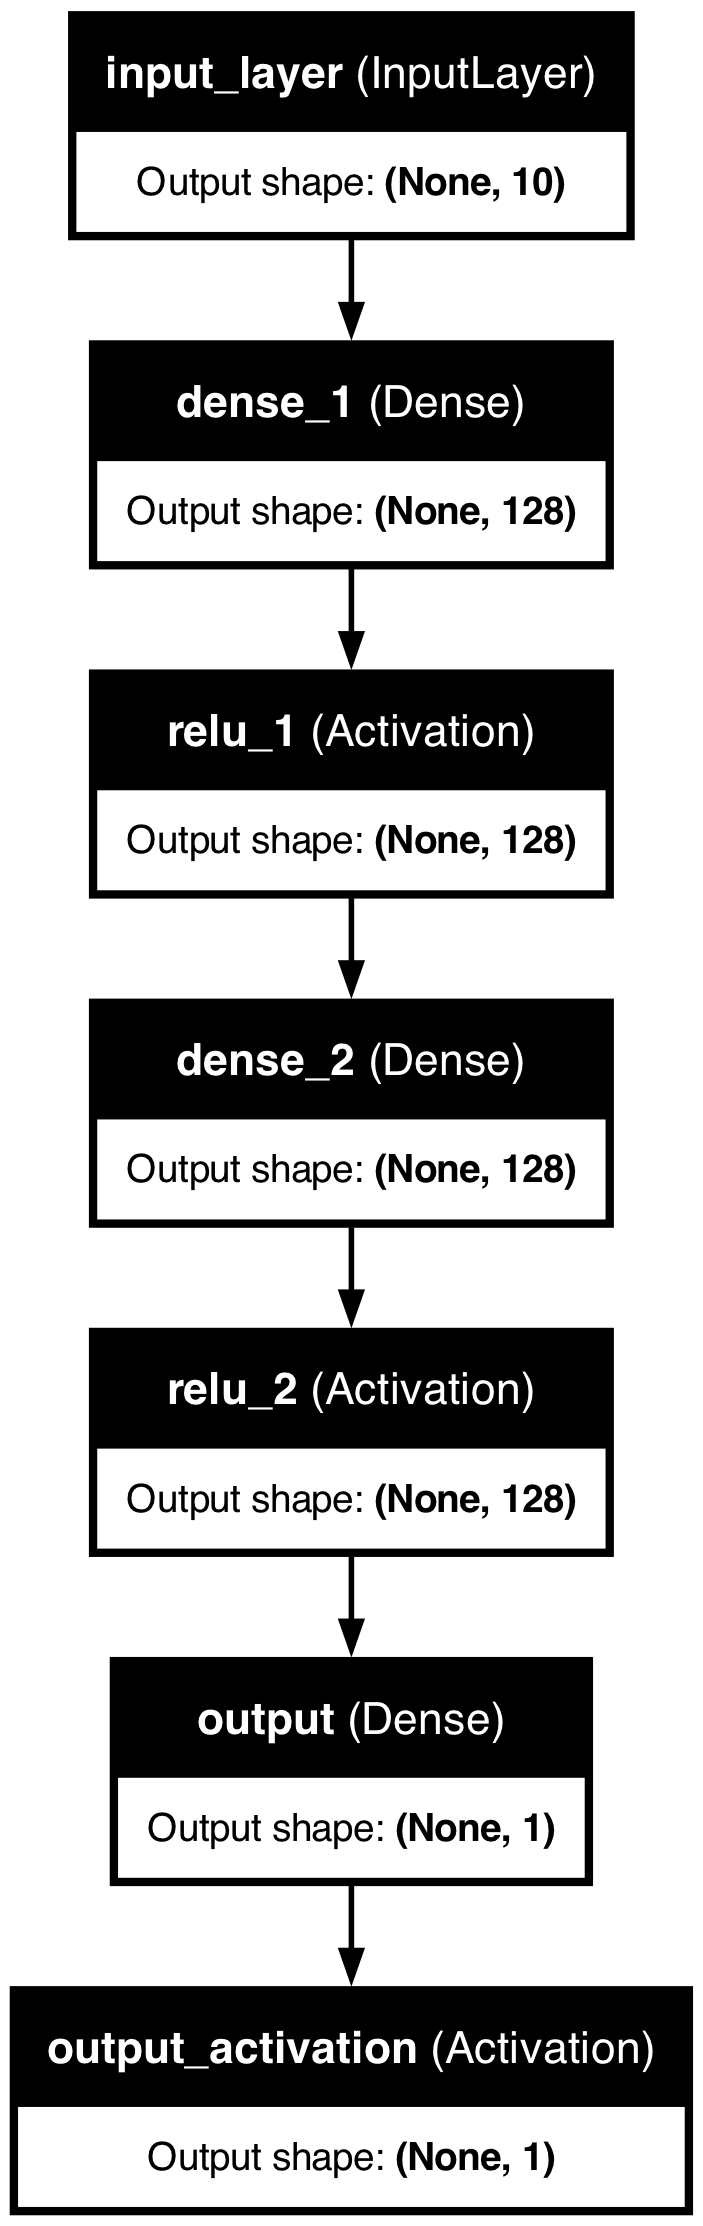 input_layer (InputLayer)
Output shape: (None, 10)
dense_1 (Dense)
Output shape: (None, 128)
relu_1 (Activation)
Output shape: (None, 128)
dense_2 (Dense)
Output shape: (None, 128)
relu_2 (Activation)
Output shape: (None, 128)
output (Dense)
Output shape: (None, 1)
output_activation (Activation)
Output shape: (None, 1)